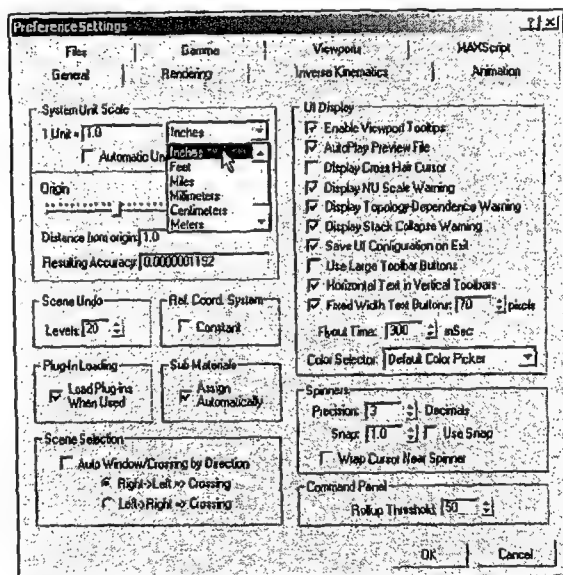 Preference Settings
Files Gamma Viewports MAXScript
General Rendering Inverse Kinematics Animation
System Unit Scale
1 Unit = 1.0 Inches
Automatic Un
Inches
Feet
Miles
Millimeters
Centimeters
Meters
Origin
Distance from origin: 1.0
Resulting Accuracy: 0.0000001192
Scene Undo
Levels: 20
Ref. Coord. System
Constant
Plug-In Loading
Load Plug-ins
When Used
Sub Materials
Assign
Automatically
Scene Selection
Auto Window/Crossing by Direction
Right->Left => Crossing
Left->Right => Crossing
UI Display
Enable Viewport Tooltips
AutoPlay Preview File
Display Cross Hair Cursor
Display NU Scale Warning
Display Topology-Dependence Warning
Display Stack Collapse Warning
Save UI Configuration on Exit
Use Large Toolbar Buttons
Horizontal Text in Vertical Toolbars
Fixed Width Text Buttons: 70 pixels
Flyout Time: 300 mSec
Color Selector: Default Color Picker
Spinners
Precision: 3 Decimals
Snap: 1.0 Use Snap
Wrap Cursor Near Spinner
Command Panel
Rollup Threshold: 50
OK Cancel